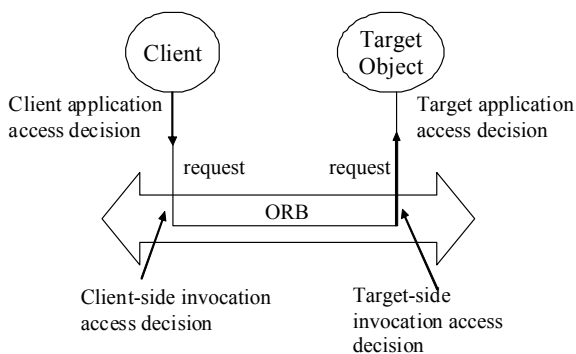 Client
Target
Object
Client application
access decision
Target application
access decision
request
request
ORB
Client-side invocation
access decision
Target-side
invocation access
decision